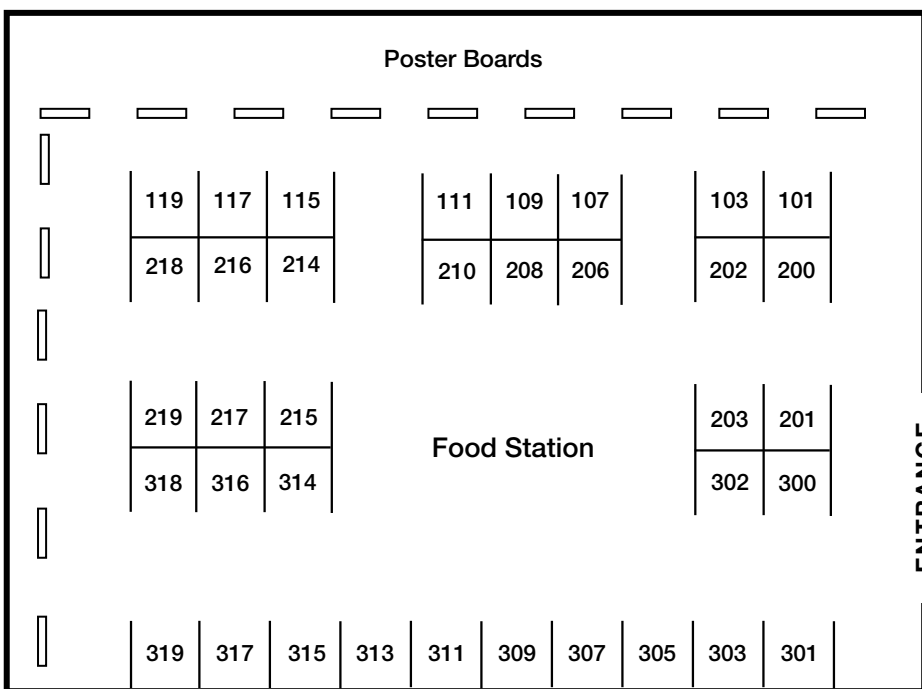 Poster Boards
119 117 115 111 109 107 103 101
218 216 214 210 208 206 202 200
219 217 215 203 201
Food Station
318 316 314 302 300
ENTRANCE
319 317 315 313 311 309 307 305 303 301